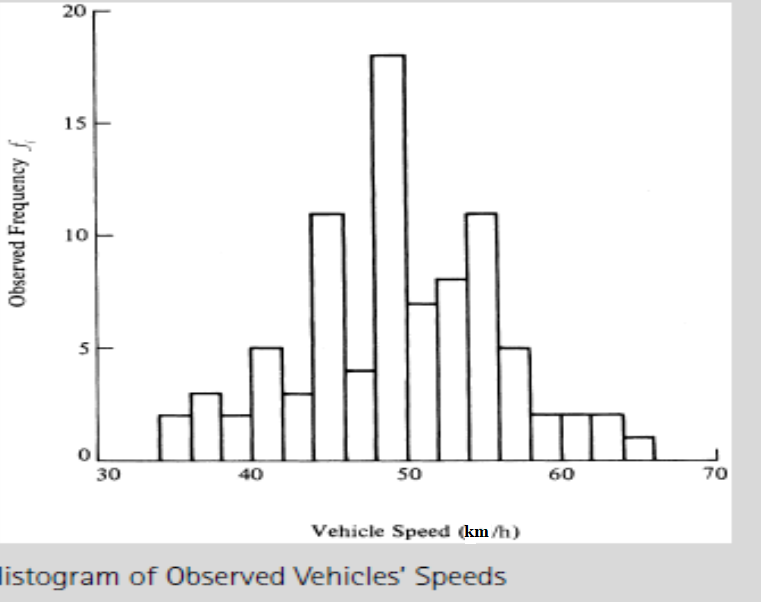 20
15
10
5
0
Observed Frequency fᵢ
30 40 50 60 70
Vehicle Speed (km/h)
istogram of Observed Vehicles' Speeds